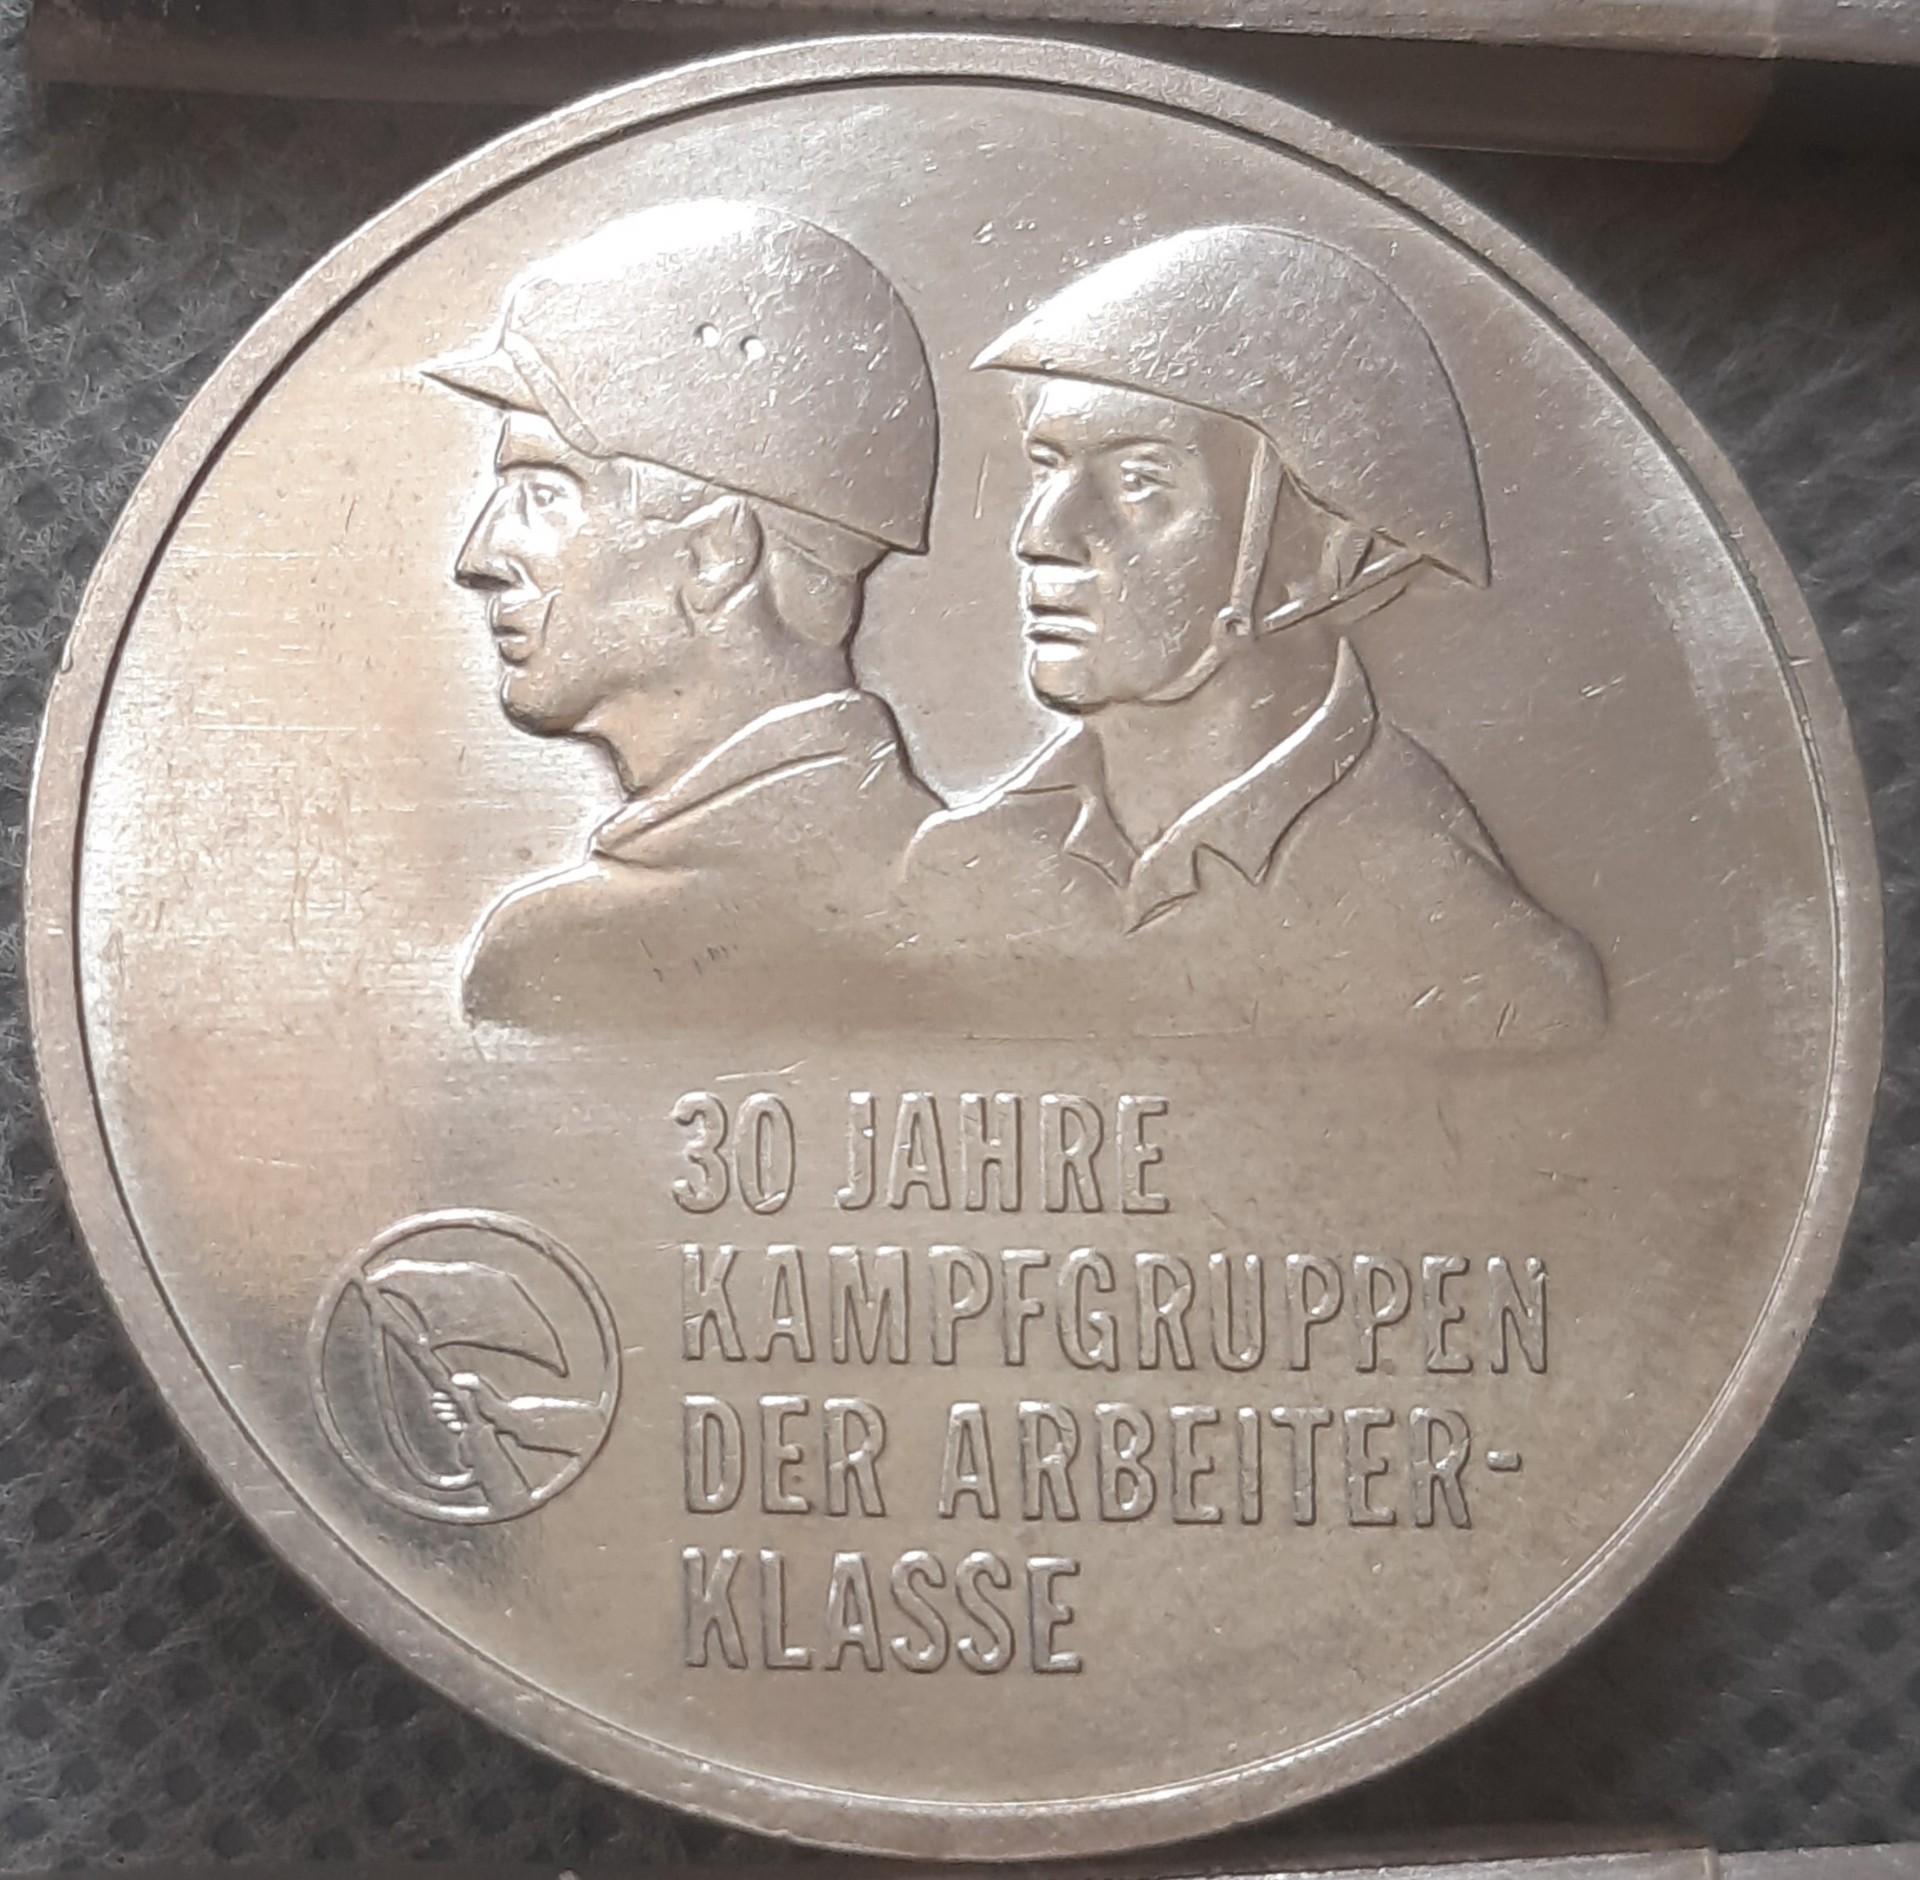 30 JAHRE
KAMPFGRUPPEN
DER ARBEITER-
KLASSE